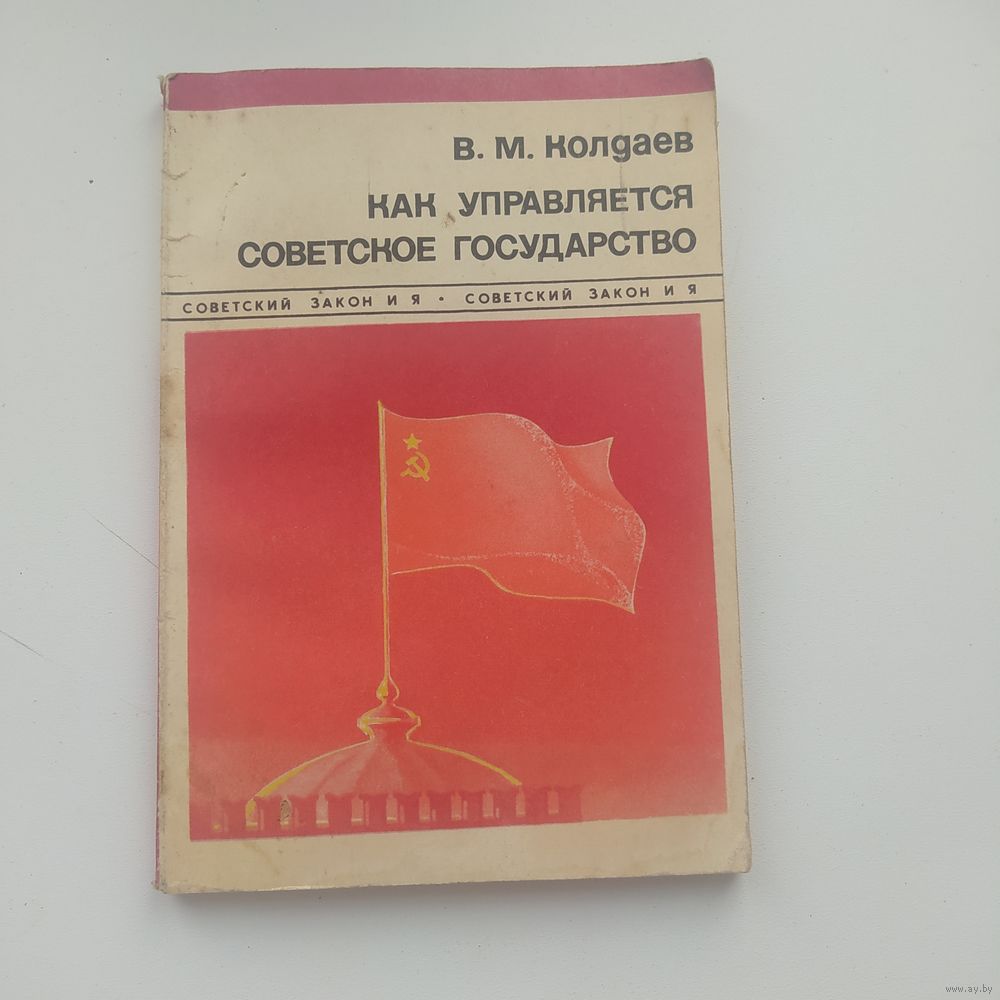 В. М. Колдаев
КАК УПРАВЛЯЕТСЯ
СОВЕТСКОЕ ГОСУДАРСТВО
СОВЕТСКИЙ ЗАКОН И Я • СОВЕТСКИЙ ЗАКОН И Я
www.ay.by